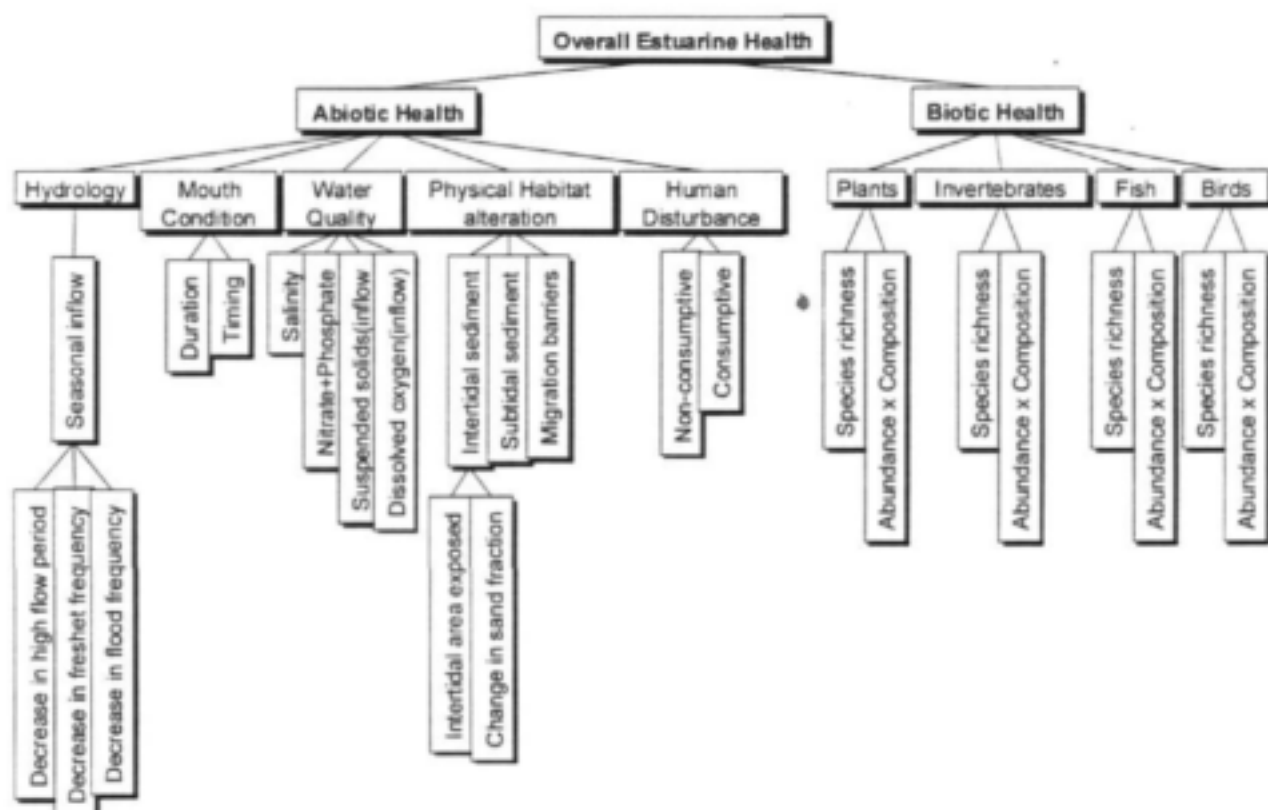 Overall Estuarine Health
Abiotic Health
Biotic Health
Hydrology
Mouth
Condition
Water
Quality
Physical Habitat
alteration
Human
Disturbance
Plants
Invertebrates
Fish
Birds
Seasonal inflow
Duration
Timing
Salinity
Nitrate+Phosphate
Suspended solids(inflow
Dissolved oxygen(inflow)
Intertidal sediment
Subtidal sediment
Migration barriers
Non-consumptive
Consumptive
Species richness
Abundance x Composition
Species richness
Abundance x Composition
Species richness
Abundance x Composition
Species richness
Abundance x Composition
Decrease in high flow period
Decrease in freshet frequency
Decrease in flood frequency
Intertidal area exposed
Change in sand fraction